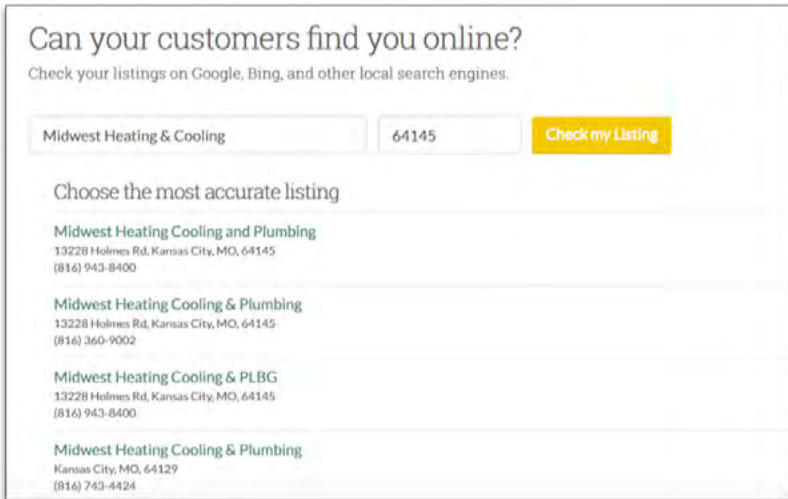 Can your customers find you online?
Check your listings on Google, Bing, and other local search engines.
Midwest Heating & Cooling 64145 Check my Listing
Choose the most accurate listing
Midwest Heating Cooling and Plumbing
13228 Holmes Rd, Kansas City, MO, 64145
(816) 943-8400
Midwest Heating Cooling & Plumbing
13228 Holmes Rd, Kansas City, MO, 64145
(816) 360-9002
Midwest Heating Cooling & PLBG
13228 Holmes Rd, Kansas City, MO, 64145
(816) 943-8400
Midwest Heating Cooling & Plumbing
Kansas City, MO, 64129
(816) 743-4424